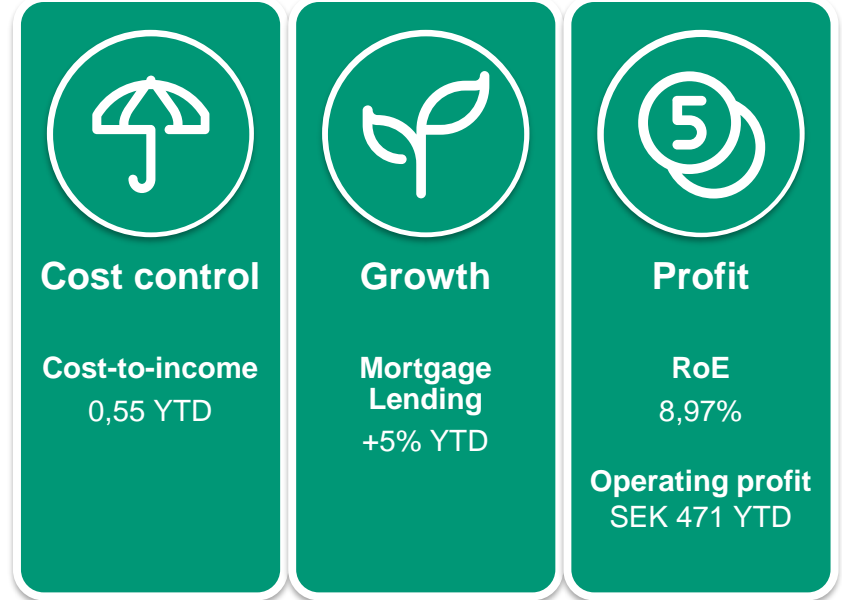 Cost control
Cost-to-income
0,55 YTD
Growth
Mortgage
Lending
+5% YTD
5
Profit
RoE
8,97%
Operating profit
SEK 471 YTD